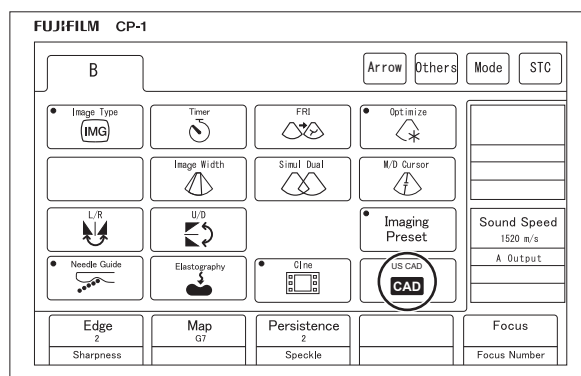 FUJIFILM CP-1
B
Arrow
Others
Mode
STC
Image Type
IMG
Timer
FRI
Optimize
Image Width
Simul Dual
M/D Cursor
L/R
U/D
Imaging
Preset
Sound Speed
1520 m/s
A Output
Needle Guide
Elastography
Cine
US CAD
CAD
Edge
2
Sharpness
Map
G7
Persistence
2
Speckle
Focus
Focus Number